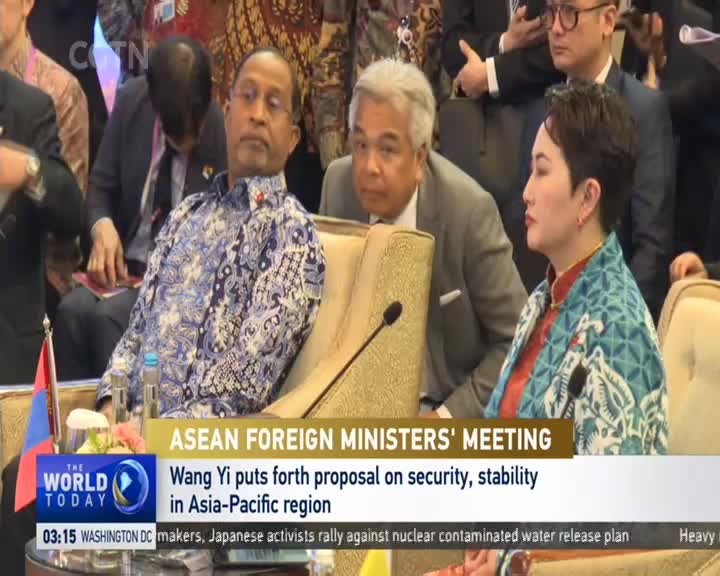 CGTN
ASEAN FOREIGN MINISTERS' MEETING
Wang Yi puts forth proposal on security, stability
in Asia-Pacific region
THE
WORLD
TODAY
03:15 WASHINGTON DC
makers, Japanese activists rally against nuclear contaminated water release plan Heavy